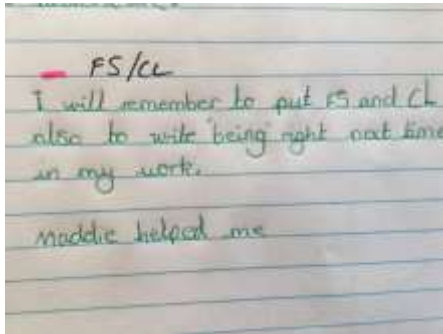 - FS/CL
I will remember to put FS and CL
also to write 'being' right next time
in my work.
Maddie helped me